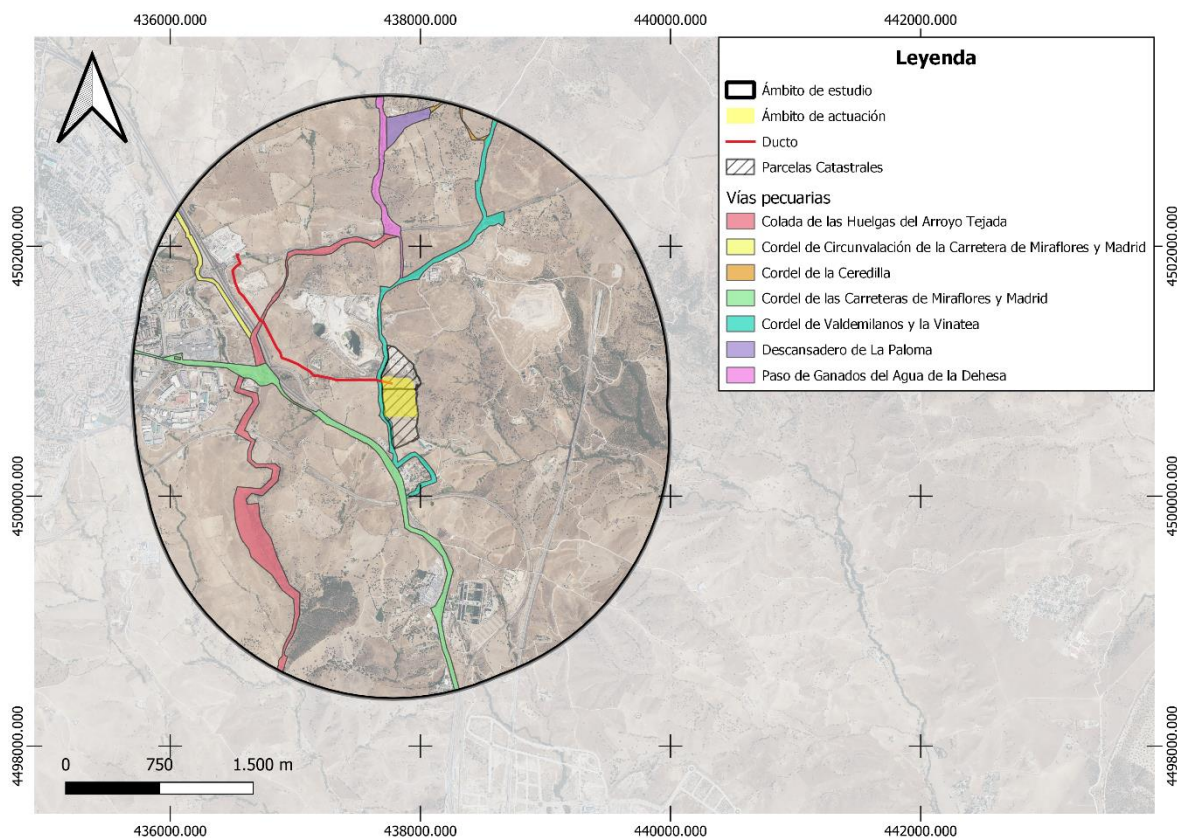 436000.000 438000.000 440000.000 442000.000
Leyenda
Ámbito de estudio
Ámbito de actuación
Ducto
Parcelas Catastrales
Vías pecuarias
Colada de las Huelgas del Arroyo Tejada
Cordel de Circunvalación de la Carretera de Miraflores y Madrid
Cordel de la Ceredilla
Cordel de las Carreteras de Miraflores y Madrid
Cordel de Valdemilanos y la Vinatea
Descansadero de La Paloma
Paso de Ganados del Agua de la Dehesa
4502000.000 4502000.000
4500000.000 4500000.000
4498000.000 4498000.000
0 750 1.500 m
436000.000 438000.000 440000.000 442000.000